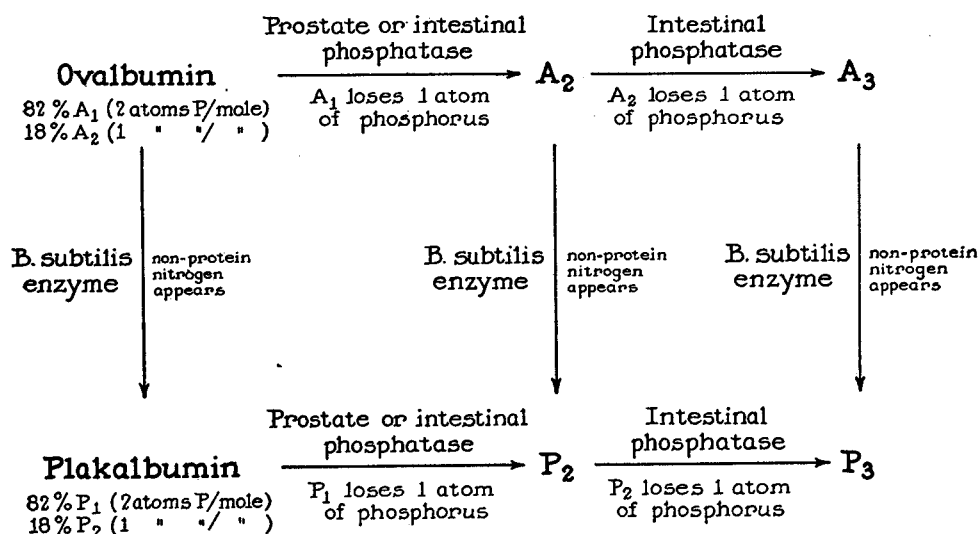 Prostate or intestinal
phosphatase
Intestinal
phosphatase
Ovalbumin
A2
A3
82% A1 (2 atoms P/mole)
18% A2 (1 " "/ " )
A1 loses 1 atom
of phosphorus
A2 loses 1 atom
of phosphorus
B. subtilis
enzyme
non-protein
nitrogen
appears
B. subtilis
enzyme
non-protein
nitrogen
appears
B. subtilis
enzyme
non-protein
nitrogen
appears
Prostate or intestinal
phosphatase
Intestinal
phosphatase
Plakalbumin
P2
P3
82% P1 (2 atoms P/mole)
18% P2 (1 " "/ " )
P1 loses 1 atom
of phosphorus
P2 loses 1 atom
of phosphorus